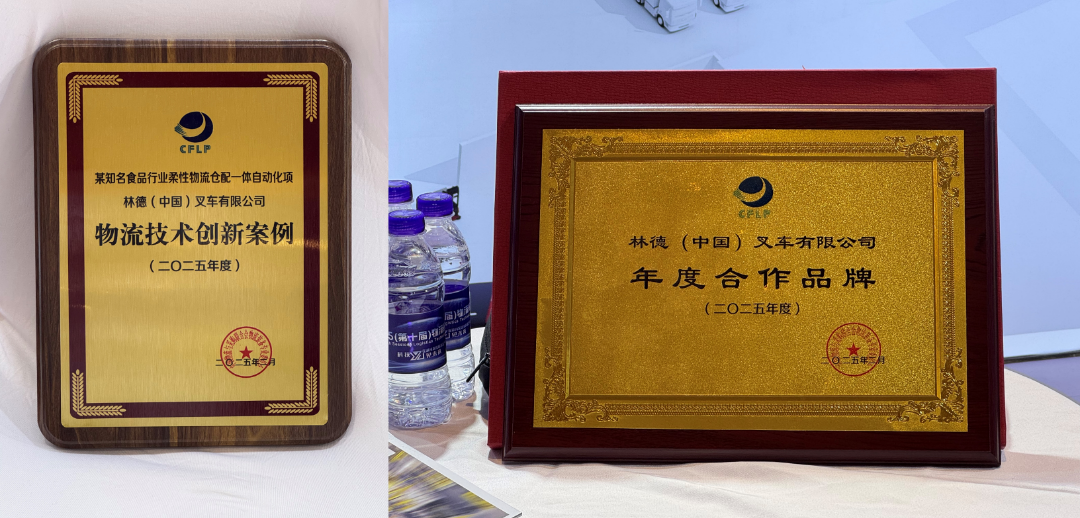 CFLP
某知名食品行业柔性物流仓配一体自动化项
林德（中国）叉车有限公司
物流技术创新案例
（二〇二五年度）
二〇二五年三月
CFLP
林德（中国）叉车有限公司
年度合作品牌
（二〇二五年度）
二〇二五年三月
（第十届）